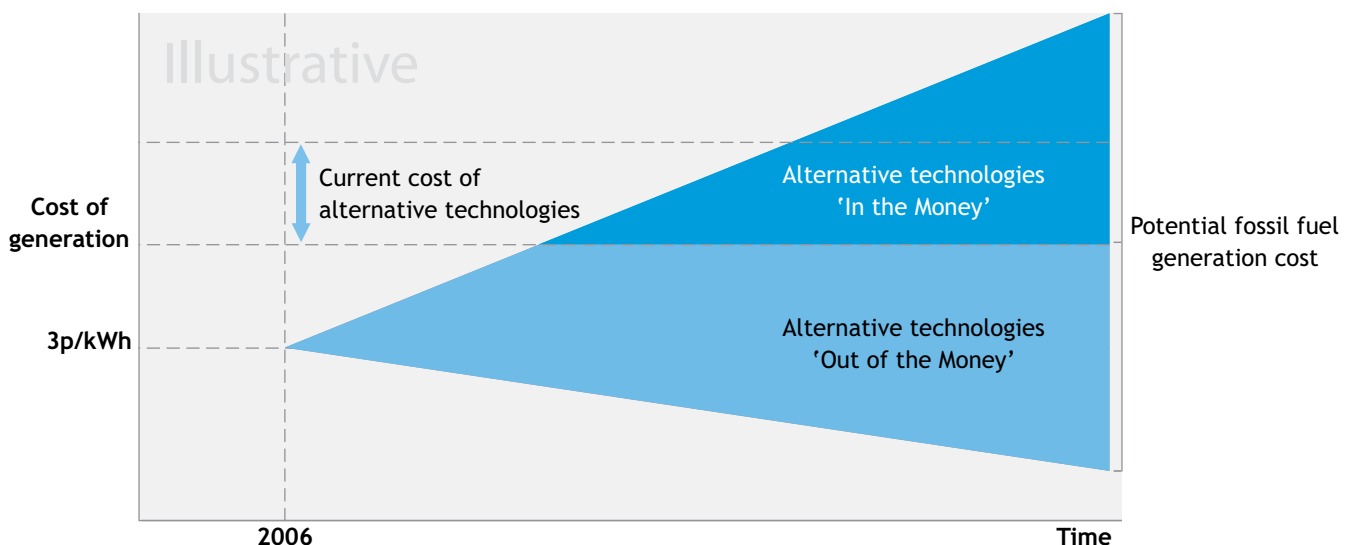 Illustrative
Current cost of
alternative technologies
Alternative technologies
‘In the Money’
Cost of
generation
Potential fossil fuel
generation cost
3p/kWh
Alternative technologies
‘Out of the Money’
2006
Time